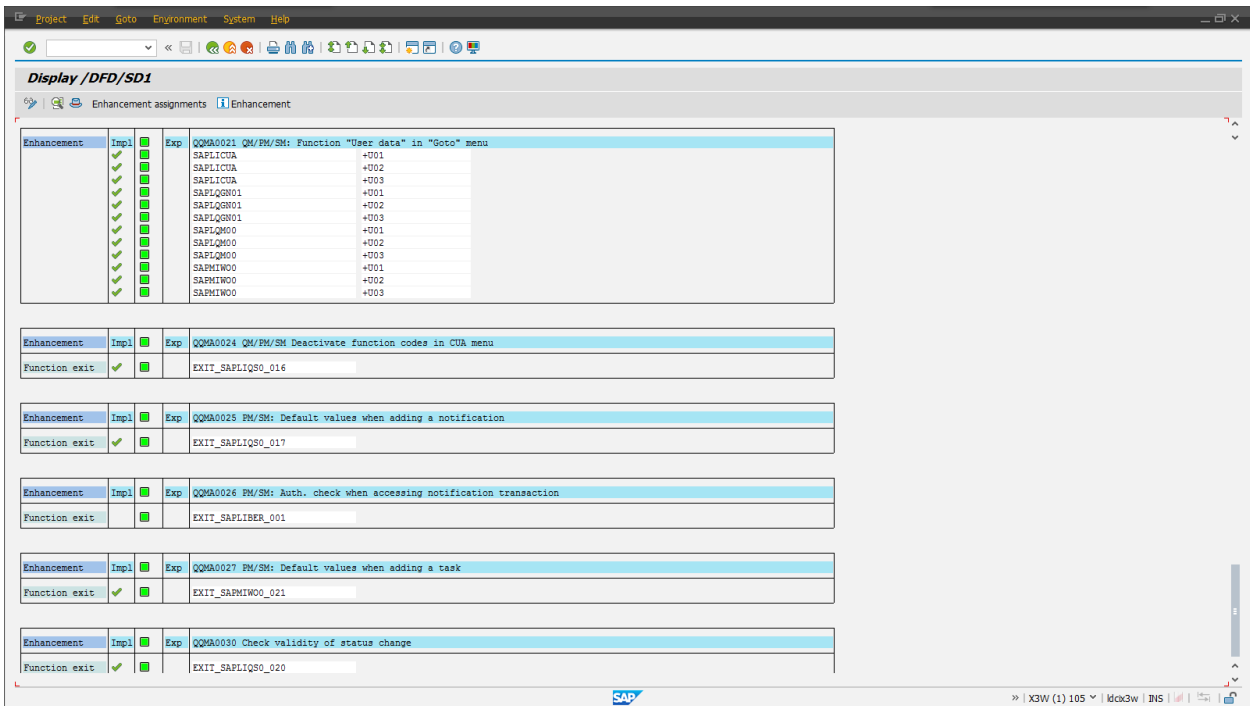 Project Edit Goto Environment System Help
Display /DFD/SD1
Enhancement assignments Enhancement
Enhancement Impl Exp QQMA0021 QM/PM/SM: Function "User data" in "Goto" menu
SAPLICUA +U01
SAPLICUA +U02
SAPLICUA +U03
SAPLQGN01 +U01
SAPLQGN01 +U02
SAPLQGN01 +U03
SAPLQM00 +U01
SAPLQM00 +U02
SAPLQM00 +U03
SAPMIWO0 +U01
SAPMIWO0 +U02
SAPMIWO0 +U03
Enhancement Impl Exp QQMA0024 QM/PM/SM Deactivate function codes in CUA menu
Function exit EXIT_SAPLIQS0_016
Enhancement Impl Exp QQMA0025 PM/SM: Default values when adding a notification
Function exit EXIT_SAPLIQS0_017
Enhancement Impl Exp QQMA0026 PM/SM: Auth. check when accessing notification transaction
Function exit EXIT_SAPLIBER_001
Enhancement Impl Exp QQMA0027 PM/SM: Default values when adding a task
Function exit EXIT_SAPMIWO0_021
Enhancement Impl Exp QQMA0030 Check validity of status change
Function exit EXIT_SAPLIQS0_020
SAP
X3W (1) 105 ldcix3w INS